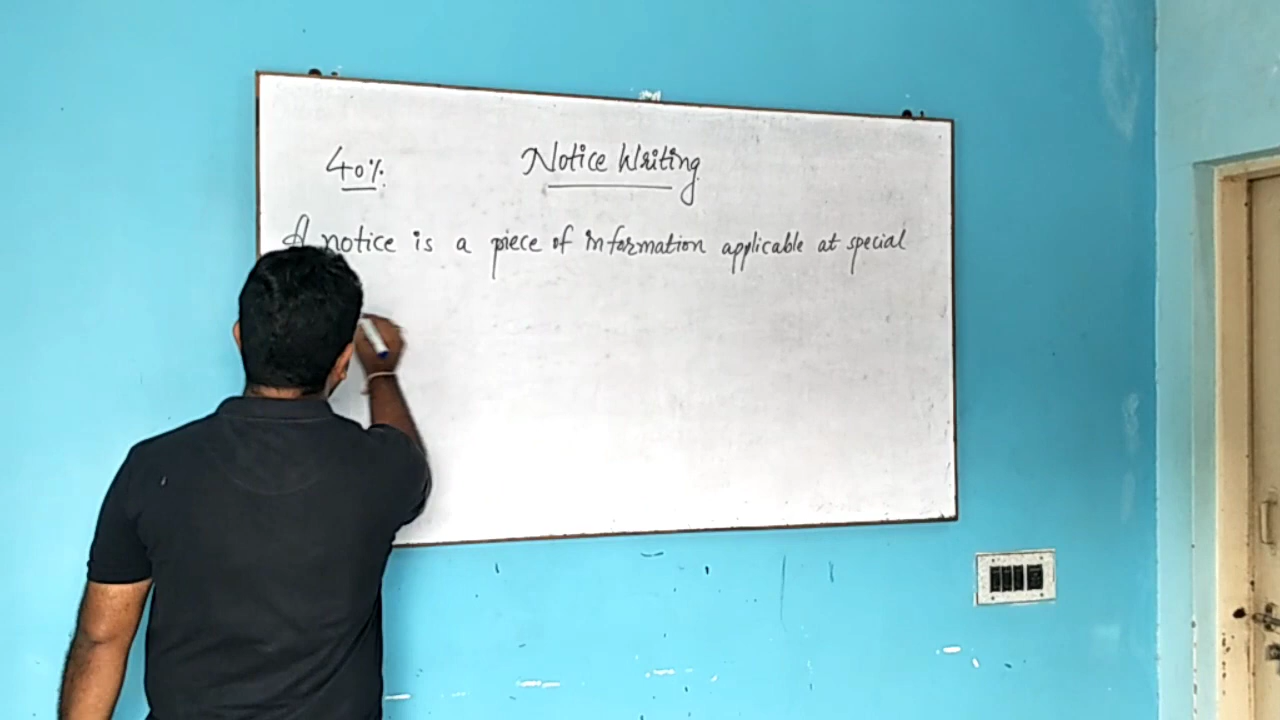 40%
Notice Writing
A notice is a piece of information applicable at special